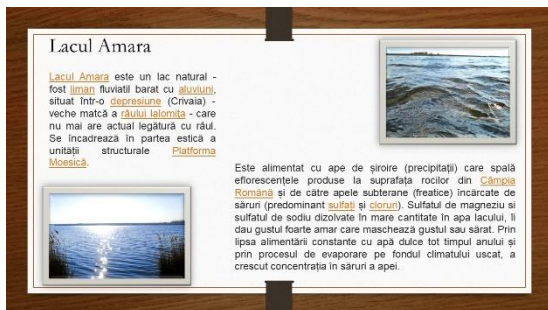 Lacul Amara
Lacul Amara este un lac natural -
fost liman fluviatil barat cu aluviuni,
situat într-o depresiune (Crivaia) -
veche matcă a râului Ialomița - care
nu mai are actual legătură cu râul.
Se încadrează în partea estică a
unității structurale Platforma
Moesică.
Este alimentat cu ape de șiroire (precipitații) care spală
eflorescențele produse la suprafața rocilor din Câmpia
Română și de către apele subterane (freatice) încărcate de
săruri (predominant sulfați și cloruri). Sulfatul de magneziu si
sulfatul de sodiu dizolvate în mare cantitate în apa lacului, îi
dau gustul foarte amar care maschează gustul sau sărat. Prin
lipsa alimentării constante cu apă dulce tot timpul anului și
prin procesul de evaporare pe fondul climatului uscat, a
crescut concentrația în săruri a apei.